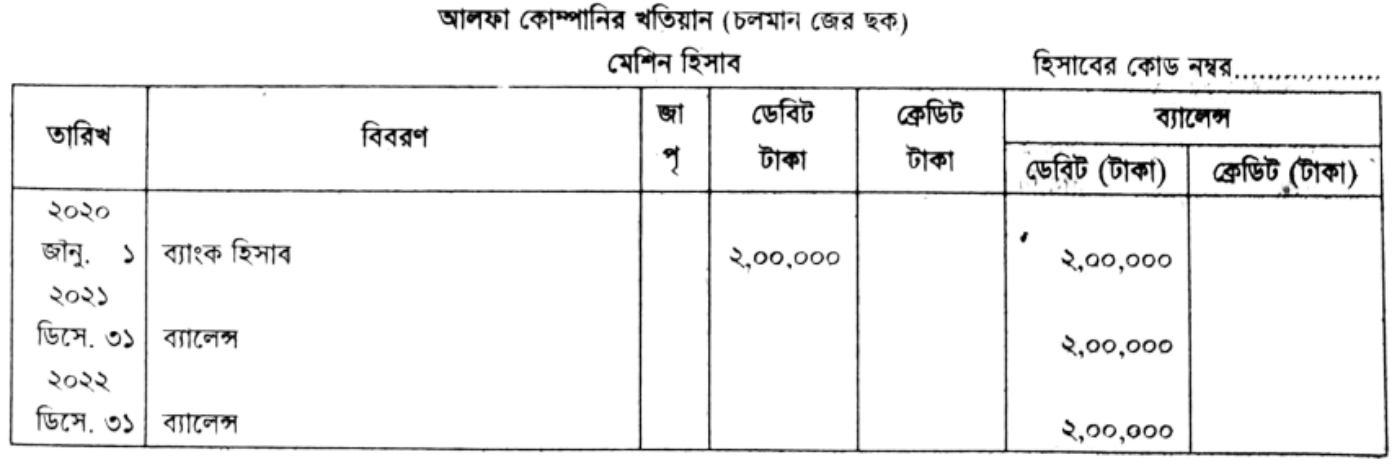 আলফা কোম্পানির খতিয়ান (চলমান জের ছক)
মেশিন হিসাব হিসাবের কোড নম্বর.................
তারিখ বিবরণ জা পৃ ডেবিট টাকা ক্রেডিট টাকা ব্যালেন্স
ডেবিট (টাকা) ক্রেডিট (টাকা)
২০২০
জানু. ১ ব্যাংক হিসাব ২,০০,০০০ ২,০০,০০০
২০২১
ডিসে. ৩১ ব্যালেন্স ২,০০,০০০
২০২২
ডিসে. ৩১ ব্যালেন্স ২,০০,০০০